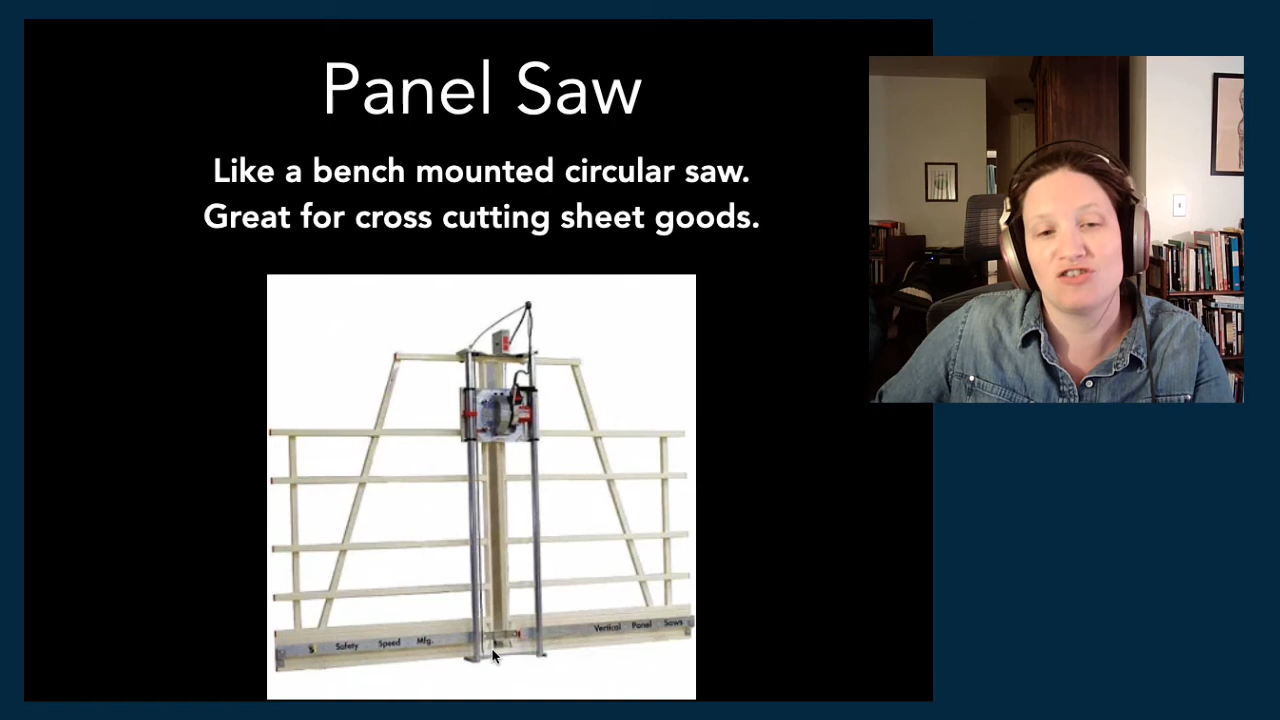 Panel Saw
Like a bench mounted circular saw.
Great for cross cutting sheet goods.
Safety Speed Mfg.
Vertical Panel Saws